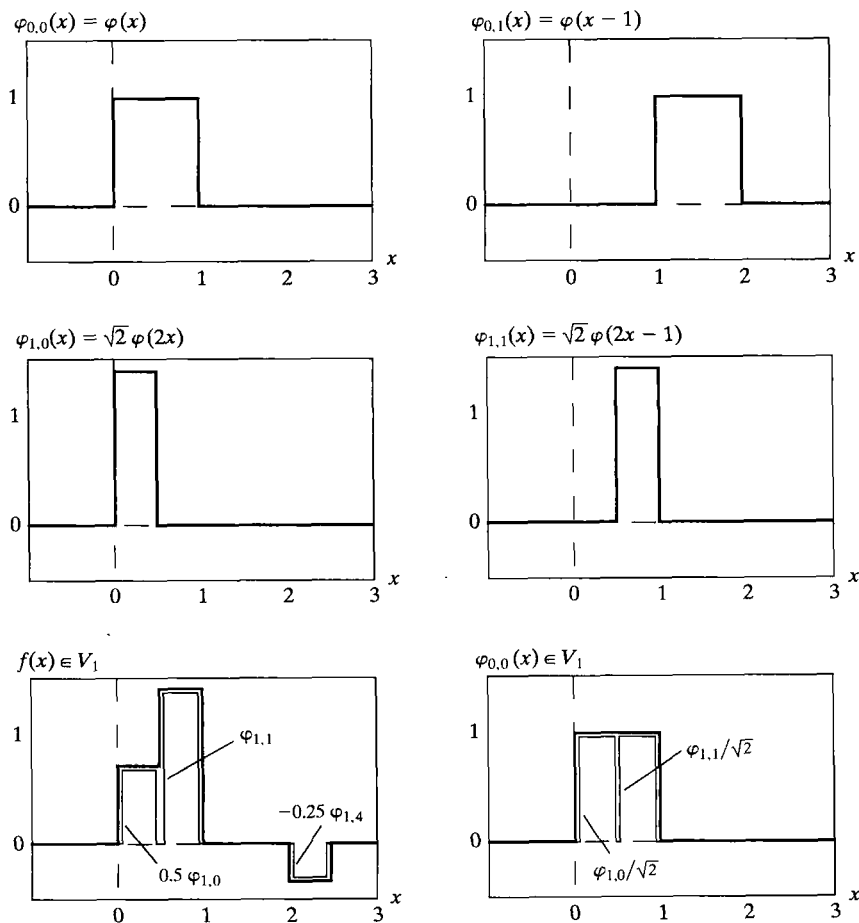 φ₀,₀(x) = φ(x)
1
0
0 1 2 3 x
φ₀,₁(x) = φ(x − 1)
1
0
0 1 2 3 x
φ₁,₀(x) = √2 φ(2x)
1
0
0 1 2 3 x
φ₁,₁(x) = √2 φ(2x − 1)
1
0
0 1 2 3 x
f(x) ∈ V₁
1
φ₁,₁
−0.25 φ₁,₄
0
0.5 φ₁,₀
0 1 2 3 x
φ₀,₀(x) ∈ V₁
1
φ₁,₁/√2
0
φ₁,₀/√2
0 1 2 3 x